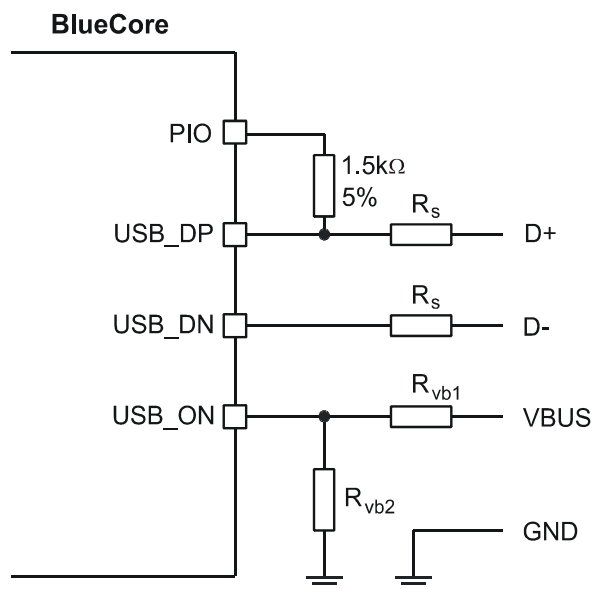 BlueCore
PIO
1.5kΩ
5%
USB_DP
Rs
D+
USB_DN
Rs
D-
USB_ON
Rvb1
VBUS
Rvb2
GND